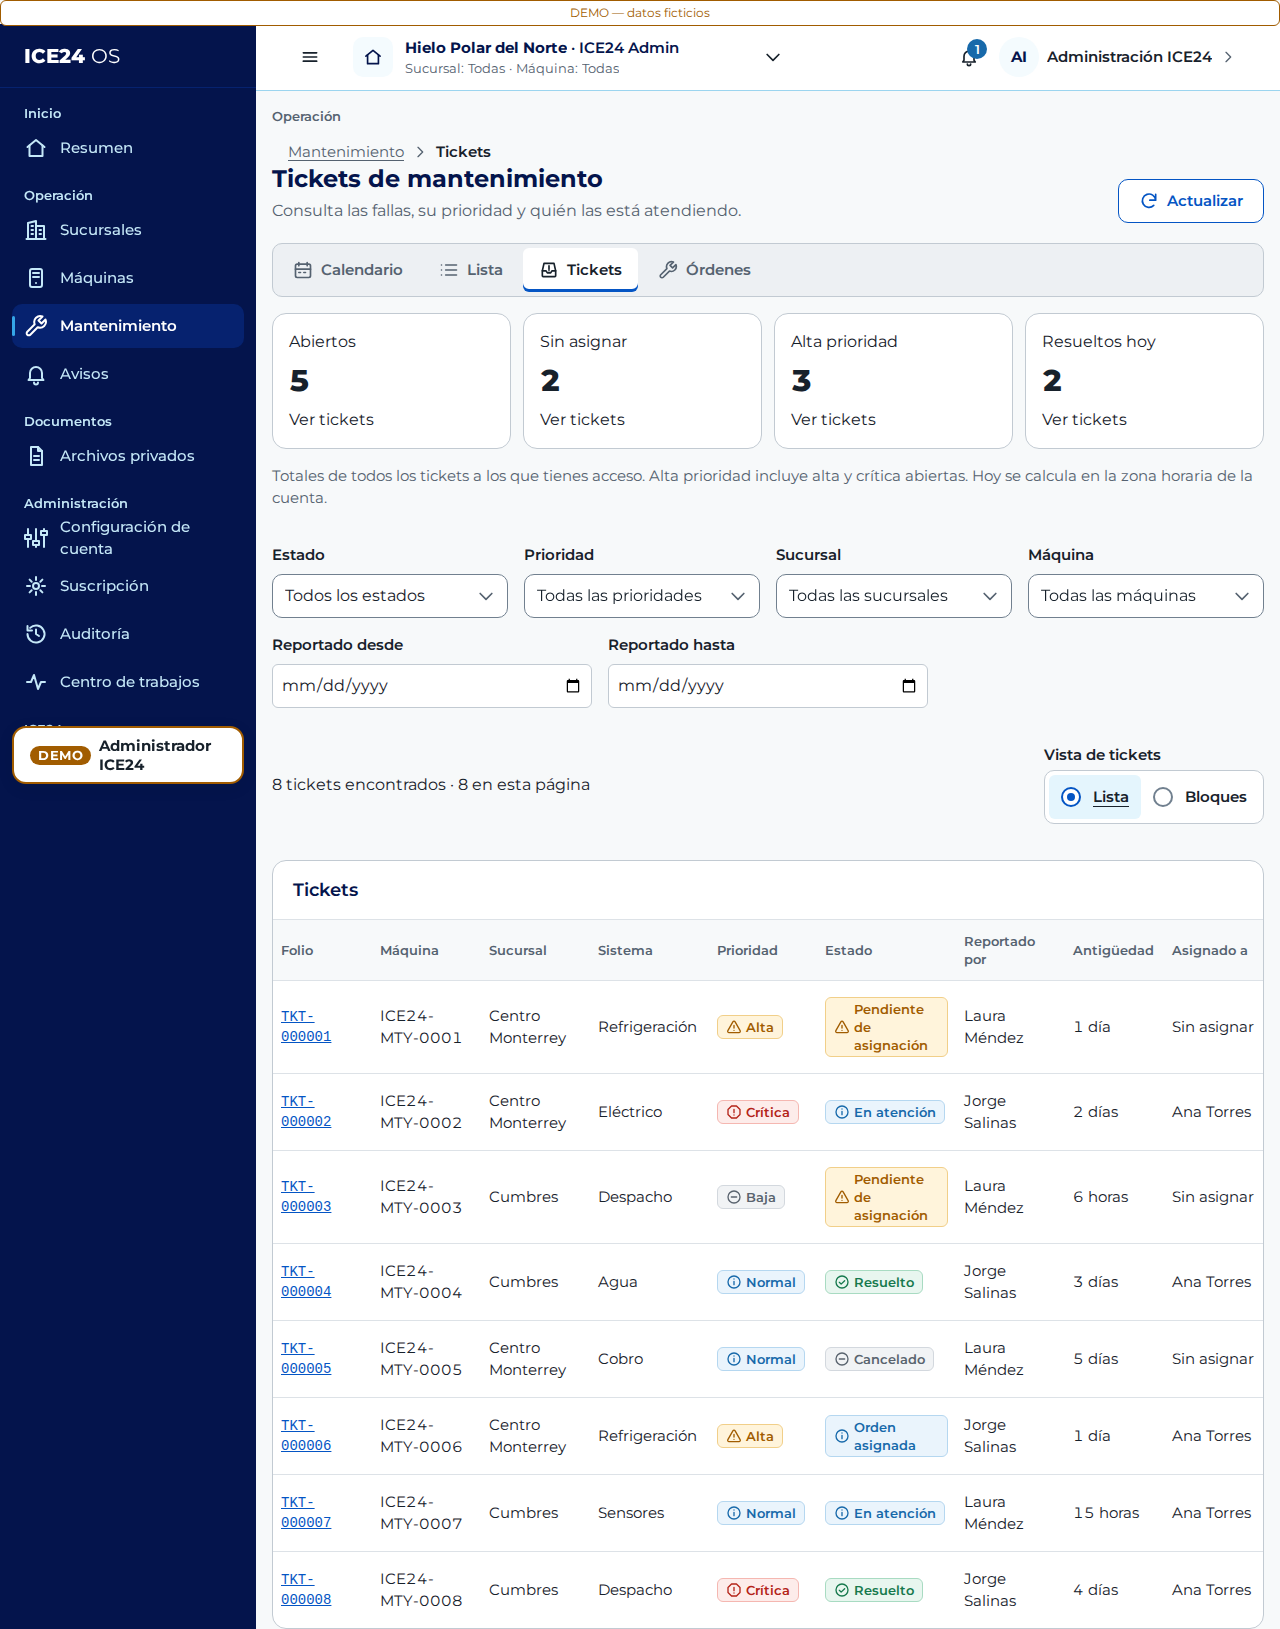 DEMO — datos ficticios
ICE24 OS
Hielo Polar del Norte · ICE24 Admin
Sucursal: Todas · Máquina: Todas
1
AI
Administración ICE24
Inicio
Resumen
Operación
Sucursales
Máquinas
Mantenimiento
Avisos
Documentos
Archivos privados
Administración
Configuración de
cuenta
Suscripción
Auditoría
Centro de trabajos
DEMO
Administrador
ICE24
Operación
Mantenimiento > Tickets
Tickets de mantenimiento
Consulta las fallas, su prioridad y quién las está atendiendo.
Actualizar
Calendario
Lista
Tickets
Órdenes
Abiertos
5
Ver tickets
Sin asignar
2
Ver tickets
Alta prioridad
3
Ver tickets
Resueltos hoy
2
Ver tickets
Totales de todos los tickets a los que tienes acceso. Alta prioridad incluye alta y crítica abiertas. Hoy se calcula en la zona horaria de la
cuenta.
Estado
Todos los estados
Prioridad
Todas las prioridades
Sucursal
Todas las sucursales
Máquina
Todas las máquinas
Reportado desde
mm/dd/yyyy
Reportado hasta
mm/dd/yyyy
8 tickets encontrados · 8 en esta página
Vista de tickets
Lista
Bloques
Tickets
Folio
Máquina
Sucursal
Sistema
Prioridad
Estado
Reportado
por
Antigüedad
Asignado a
TKT-
000001
ICE24-
MTY-0001
Centro
Monterrey
Refrigeración
Alta
Pendiente
de
asignación
Laura
Méndez
1 día
Sin asignar
TKT-
000002
ICE24-
MTY-0002
Centro
Monterrey
Eléctrico
Crítica
En atención
Jorge
Salinas
2 días
Ana Torres
TKT-
000003
ICE24-
MTY-0003
Cumbres
Despacho
Baja
Pendiente
de
asignación
Laura
Méndez
6 horas
Sin asignar
TKT-
000004
ICE24-
MTY-0004
Cumbres
Agua
Normal
Resuelto
Jorge
Salinas
3 días
Ana Torres
TKT-
000005
ICE24-
MTY-0005
Centro
Monterrey
Cobro
Normal
Cancelado
Laura
Méndez
5 días
Sin asignar
TKT-
000006
ICE24-
MTY-0006
Centro
Monterrey
Refrigeración
Alta
Orden
asignada
Jorge
Salinas
1 día
Ana Torres
TKT-
000007
ICE24-
MTY-0007
Cumbres
Sensores
Normal
En atención
Laura
Méndez
15 horas
Ana Torres
TKT-
000008
ICE24-
MTY-0008
Cumbres
Despacho
Crítica
Resuelto
Jorge
Salinas
4 días
Ana Torres